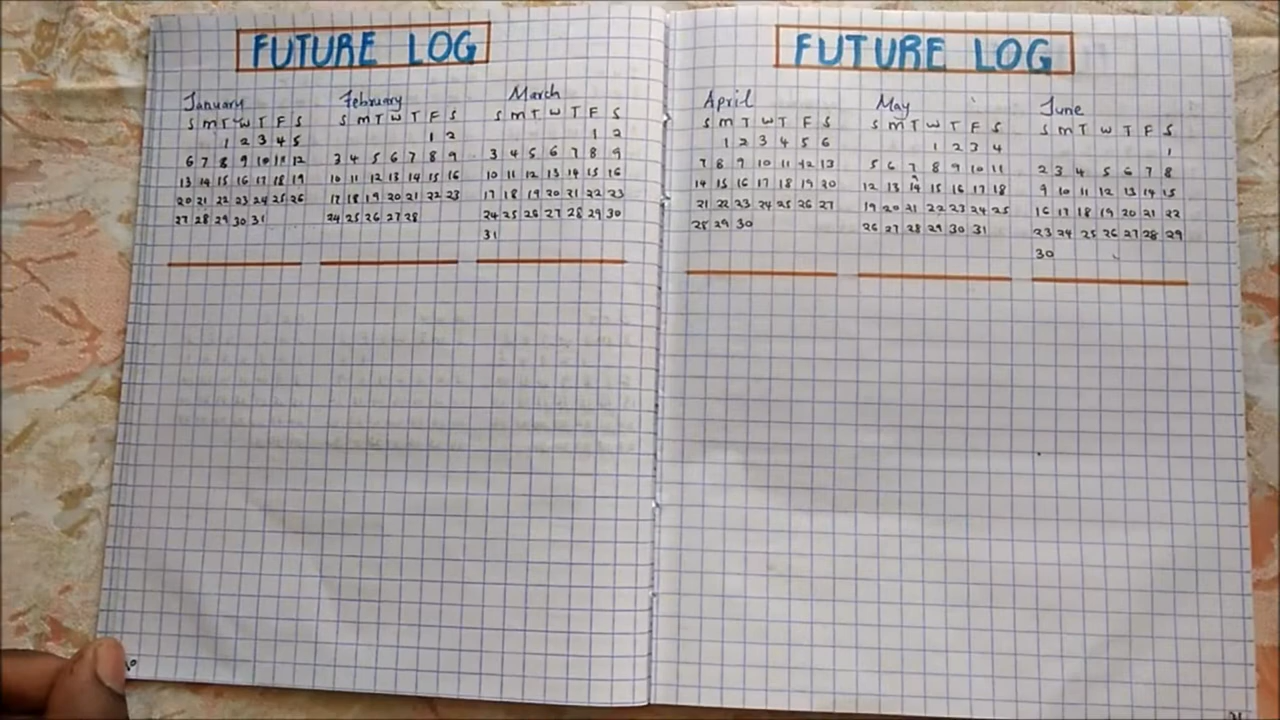 FUTURE LOG
January
S M T W T F S
1 2 3 4 5
6 7 8 9 10 11 12
13 14 15 16 17 18 19
20 21 22 23 24 25 26
27 28 29 30 31
February
S M T W T F S
1 2
3 4 5 6 7 8 9
10 11 12 13 14 15 16
17 18 19 20 21 22 23
24 25 26 27 28
March
S M T W T F S
1 2
3 4 5 6 7 8 9
10 11 12 13 14 15 16
17 18 19 20 21 22 23
24 25 26 27 28 29 30
31
FUTURE LOG
April
S M T W T F S
1 2 3 4 5 6
7 8 9 10 11 12 13
14 15 16 17 18 19 20
21 22 23 24 25 26 27
28 29 30
May
S M T W T F S
1 2 3 4
5 6 7 8 9 10 11
12 13 14 15 16 17 18
19 20 21 22 23 24 25
26 27 28 29 30 31
June
S M T W T F S
1
2 3 4 5 6 7 8
9 10 11 12 13 14 15
16 17 18 19 20 21 22
23 24 25 26 27 28 29
30